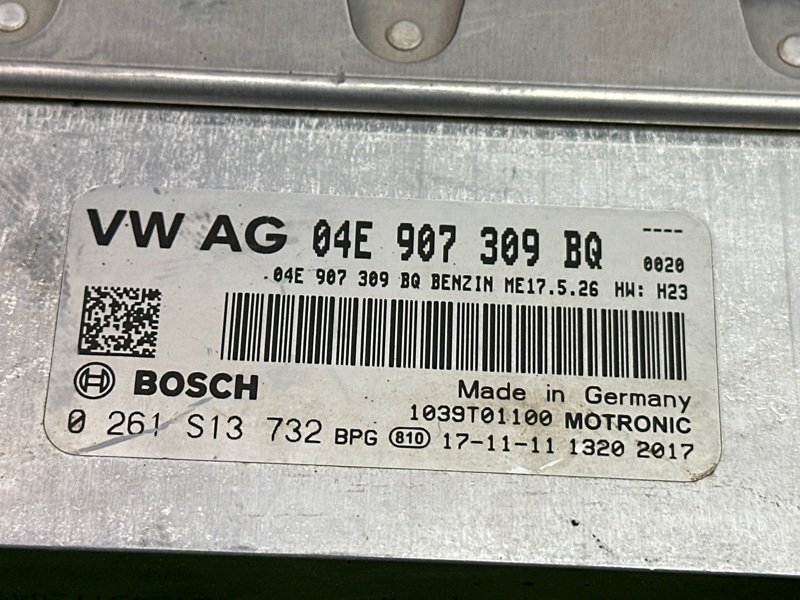 VW AG 04E 907 309 BQ ----
0020
04E 907 309 BQ BENZIN ME17.5.26 HW: H23
BOSCH
Made in Germany
1039T01100 MOTRONIC
0 261 S13 732 BPG 810 17-11-11 1320 2017